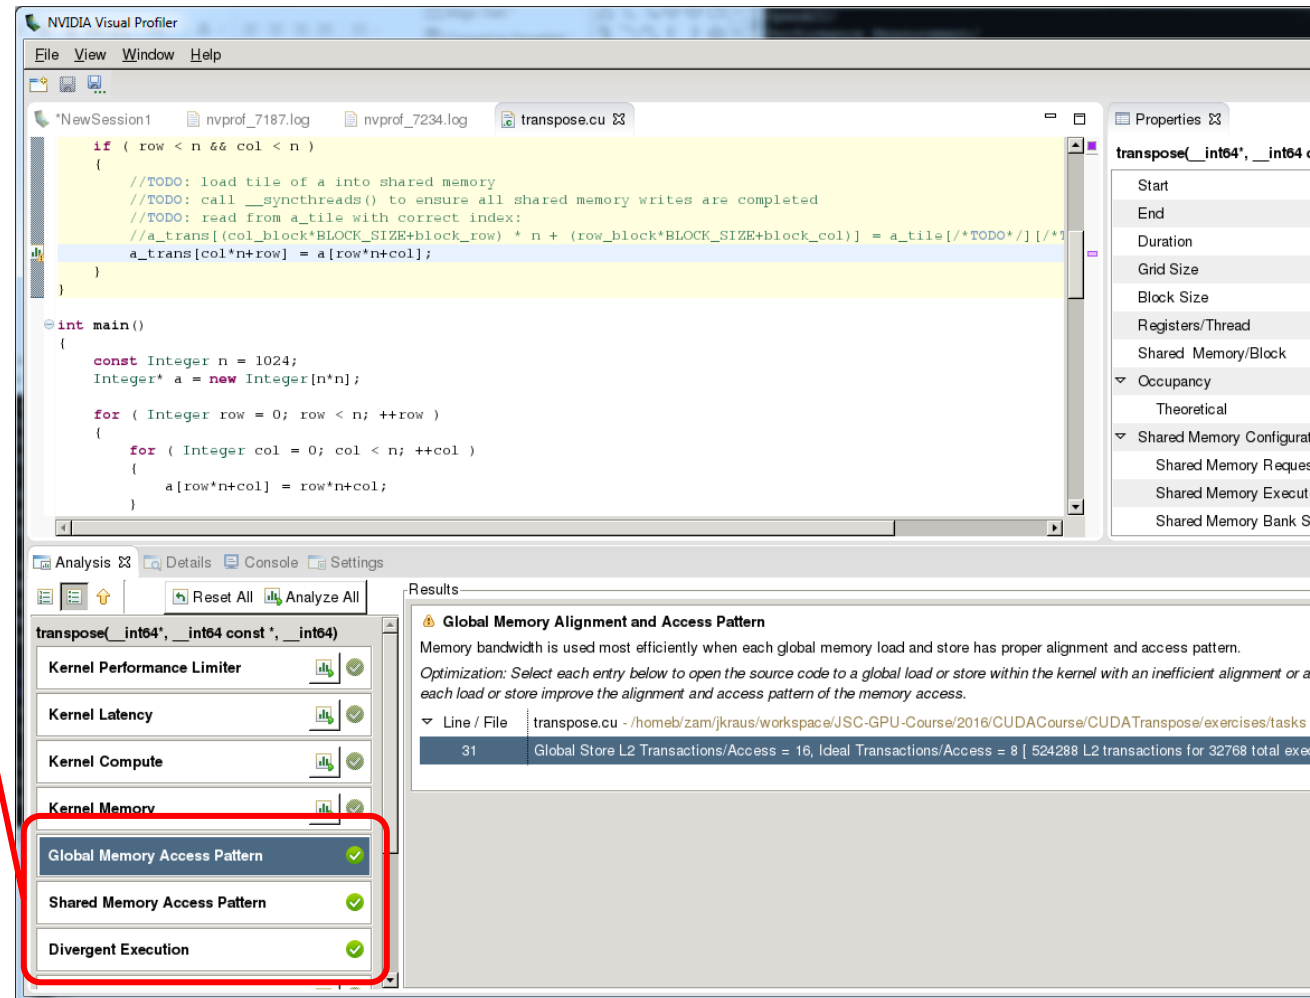 NVIDIA Visual Profiler
File View Window Help
*NewSession1 nvprof_7187.log nvprof_7234.log transpose.cu
if ( row < n && col < n )
{
//TODO: load tile of a into shared memory
//TODO: call __syncthreads() to ensure all shared memory writes are completed
//TODO: read from a_tile with correct index:
//a_trans[(col_block*BLOCK_SIZE+block_row) * n + (row_block*BLOCK_SIZE+block_col)] = a_tile[/*TODO*/][/*T
a_trans[col*n+row] = a[row*n+col];
}
}
int main()
{
const Integer n = 1024;
Integer* a = new Integer[n*n];
for ( Integer row = 0; row < n; ++row )
{
for ( Integer col = 0; col < n; ++col )
{
a[row*n+col] = row*n+col;
}
Properties
transpose(__int64*, __int64 c
Start
End
Duration
Grid Size
Block Size
Registers/Thread
Shared Memory/Block
Occupancy
Theoretical
Shared Memory Configurat
Shared Memory Reques
Shared Memory Execut
Shared Memory Bank S
Analysis Details Console Settings
Reset All Analyze All
transpose(__int64*, __int64 const *, __int64)
Kernel Performance Limiter
Kernel Latency
Kernel Compute
Kernel Memory
Global Memory Access Pattern
Shared Memory Access Pattern
Divergent Execution
Results
Global Memory Alignment and Access Pattern
Memory bandwidth is used most efficiently when each global memory load and store has proper alignment and access pattern.
Optimization: Select each entry below to open the source code to a global load or store within the kernel with an inefficient alignment or a
each load or store improve the alignment and access pattern of the memory access.
Line / File transpose.cu - /homeb/zam/jkraus/workspace/JSC-GPU-Course/2016/CUDACourse/CUDATranspose/exercises/tasks
31 Global Store L2 Transactions/Access = 16, Ideal Transactions/Access = 8 [ 524288 L2 transactions for 32768 total exec